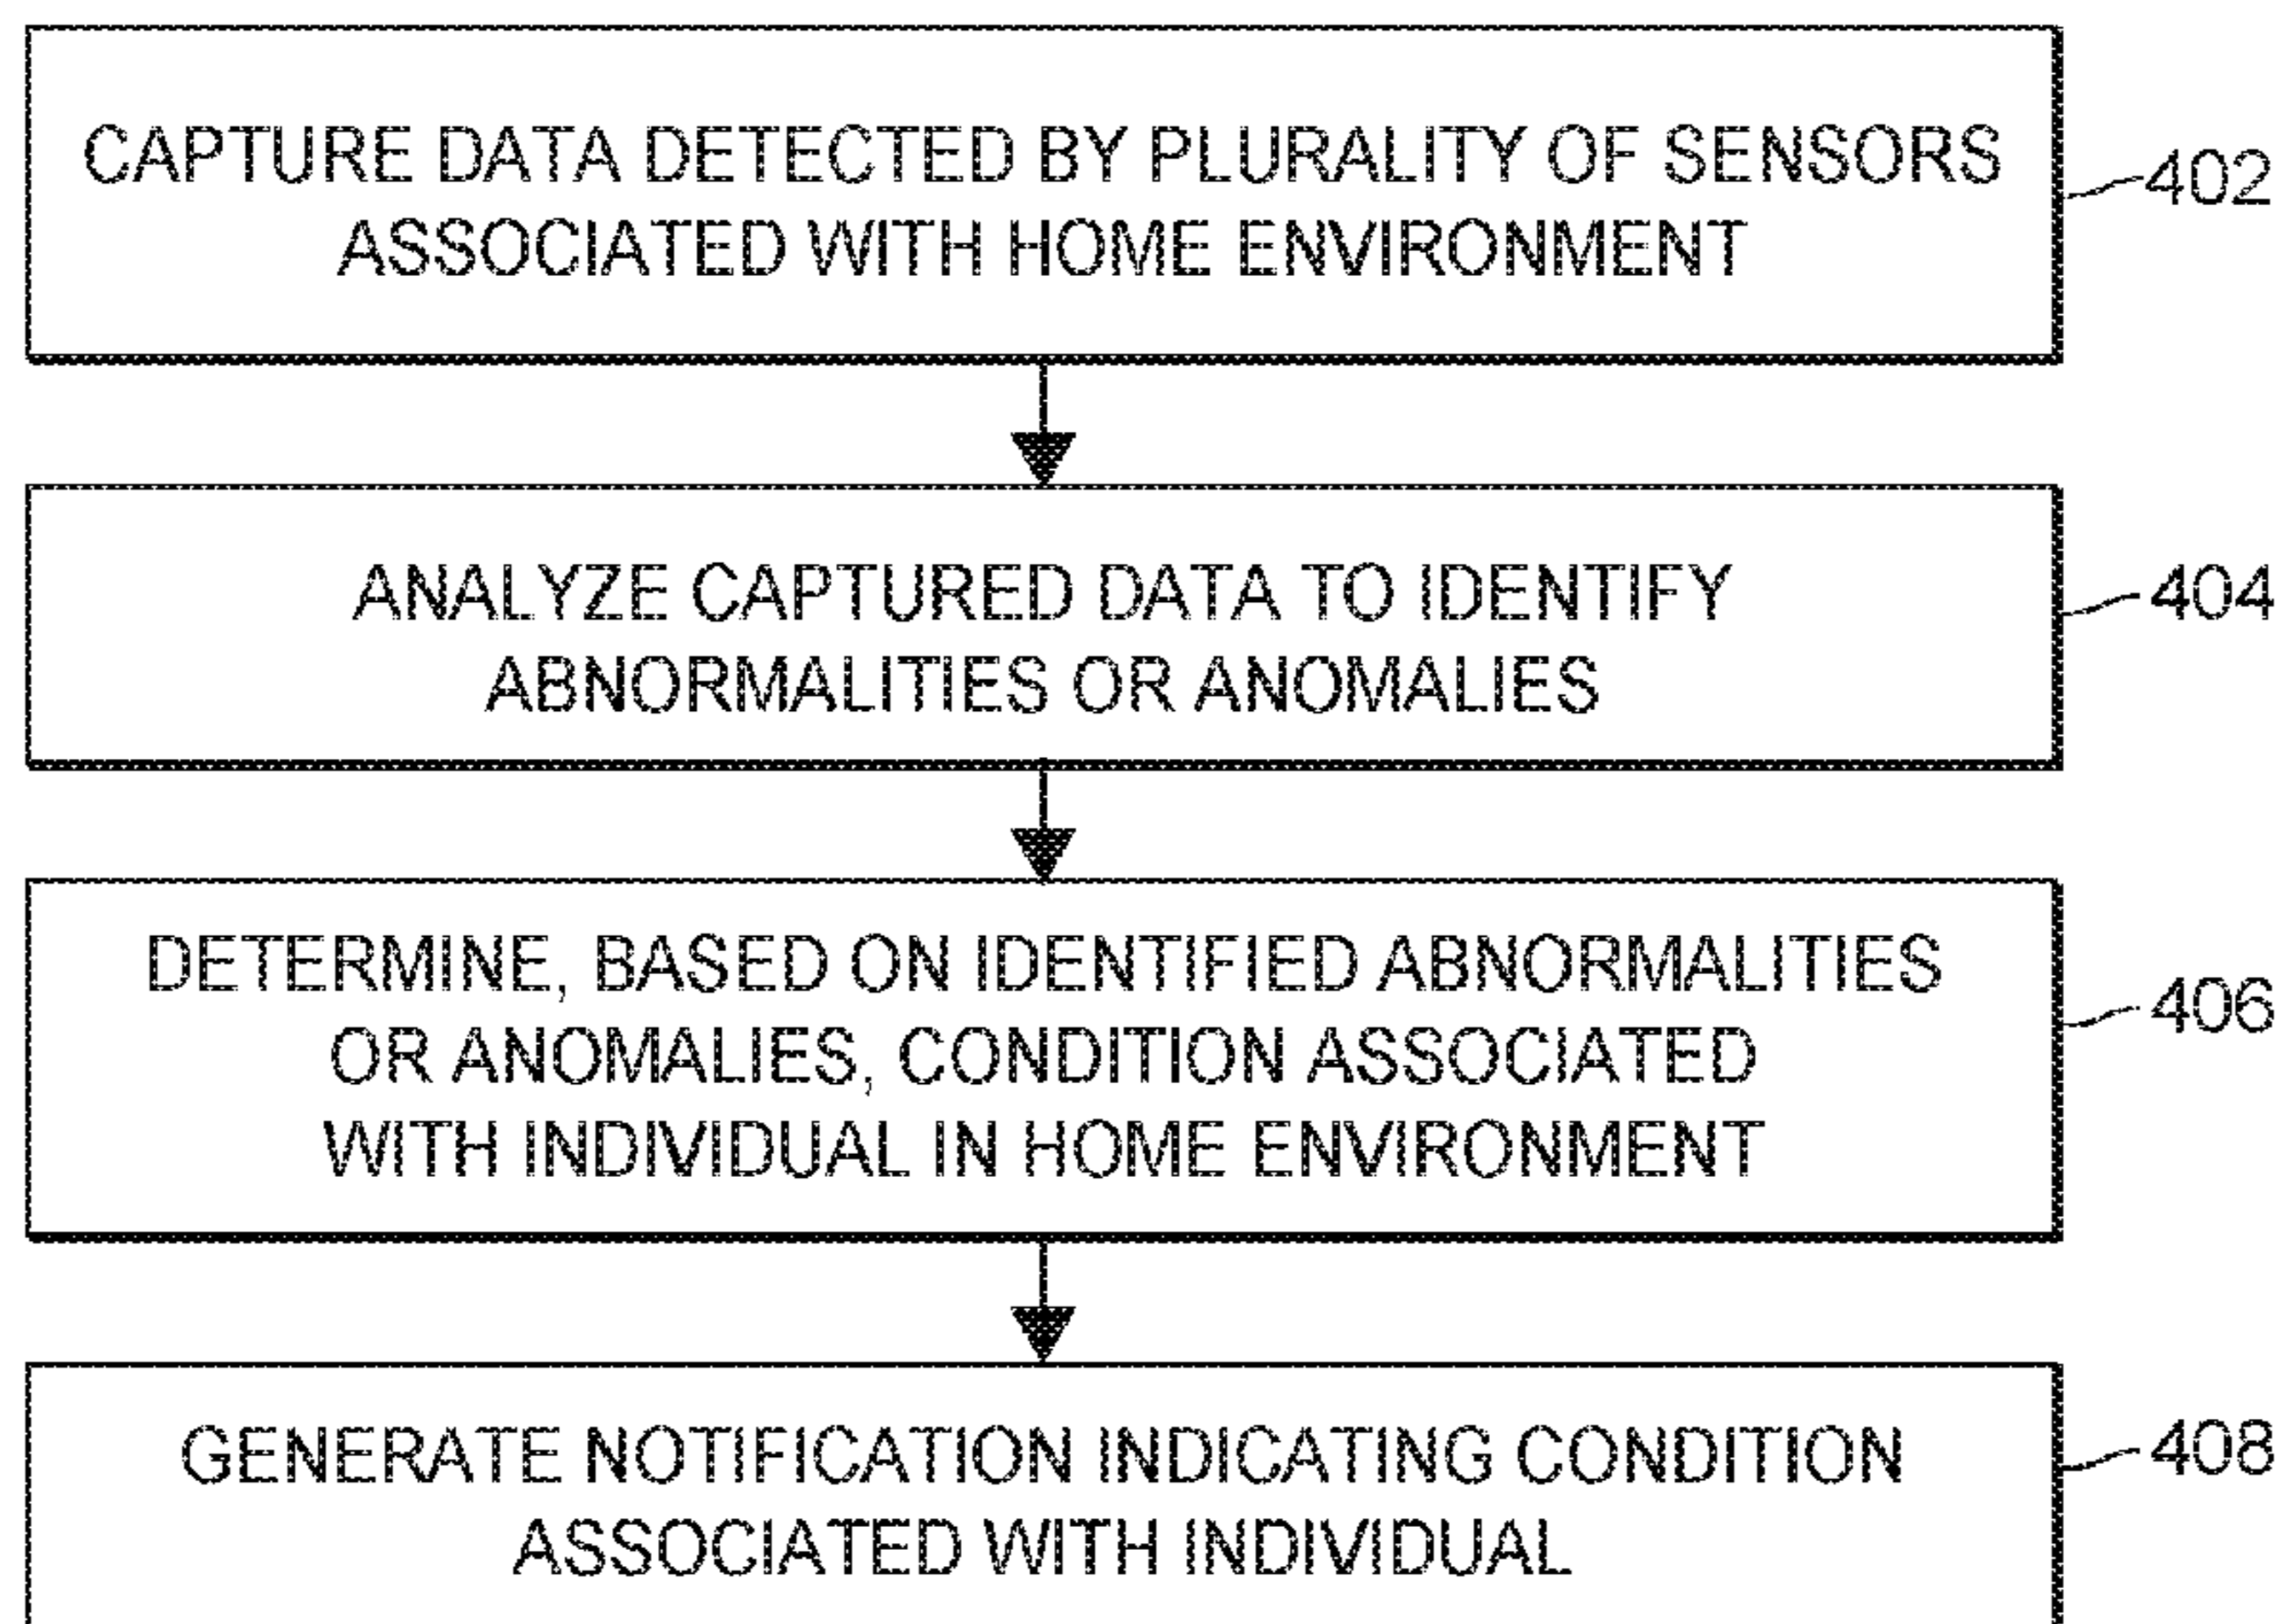 CAPTURE DATA DETECTED BY PLURALITY OF SENSORS
ASSOCIATED WITH HOME ENVIRONMENT
402
ANALYZE CAPTURED DATA TO IDENTIFY
ABNORMALITIES OR ANOMALIES
404
DETERMINE, BASED ON IDENTIFIED ABNORMALITIES
OR ANOMALIES, CONDITION ASSOCIATED
WITH INDIVIDUAL IN HOME ENVIRONMENT
406
GENERATE NOTIFICATION INDICATING CONDITION
ASSOCIATED WITH INDIVIDUAL
408